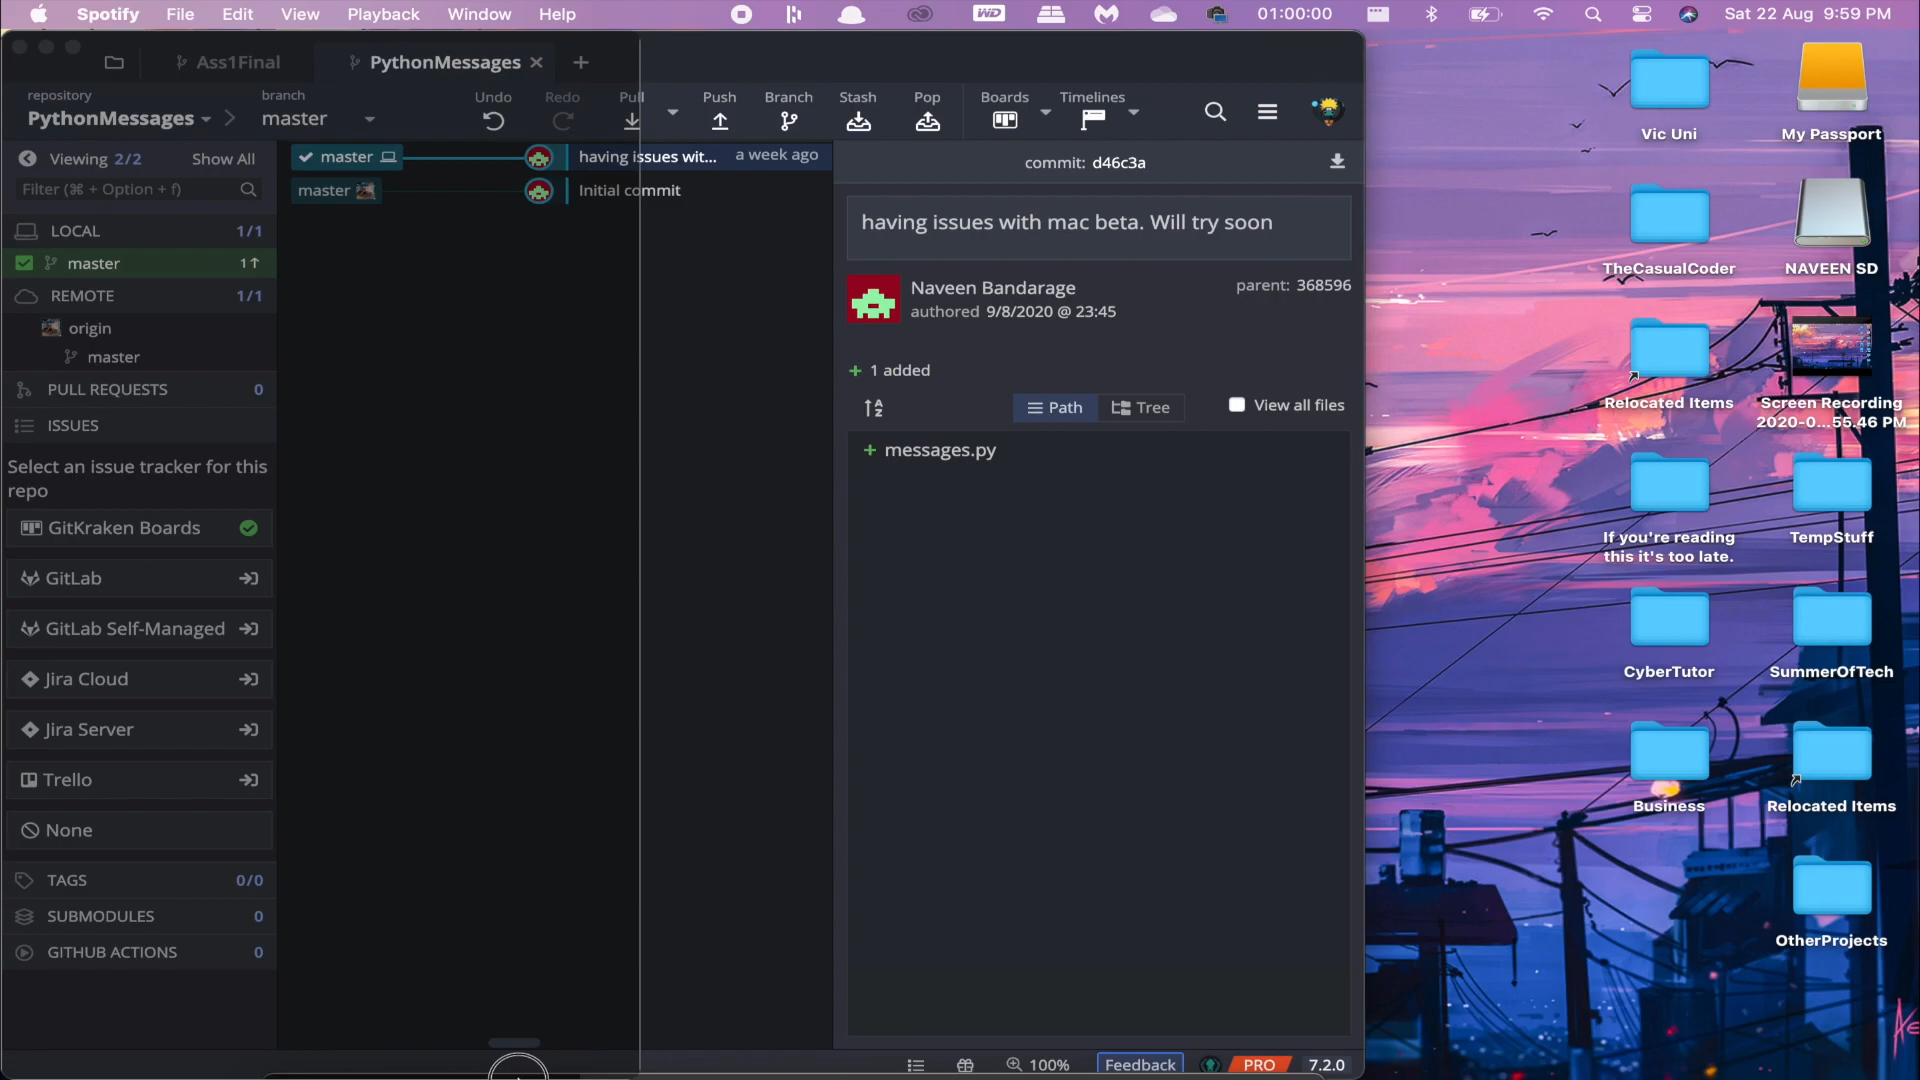 Spotify File Edit View Playback Window Help
WD 01:00:00 Sat 22 Aug 9:59 PM
Ass1Final PythonMessages
repository
PythonMessages
branch
master
Undo
Redo
Pull
Push
Branch
Stash
Pop
Boards
Timelines
Viewing 2/2 Show All
Filter (⌘ + Option + f)
LOCAL 1/1
master 1↑
REMOTE 1/1
origin
master
PULL REQUESTS 0
ISSUES
Select an issue tracker for this
repo
GitKraken Boards
GitLab
GitLab Self-Managed
Jira Cloud
Jira Server
Trello
None
TAGS 0/0
SUBMODULES 0
GITHUB ACTIONS 0
master having issues wit... a week ago
master Initial commit
commit: d46c3a
having issues with mac beta. Will try soon
Naveen Bandarage
authored 9/8/2020 @ 23:45
parent: 368596
+ 1 added
Path Tree View all files
+ messages.py
100% Feedback PRO 7.2.0
Vic Uni
My Passport
TheCasualCoder
NAVEEN SD
Relocated Items
Screen Recording
2020-0...55.46 PM
If you're reading
this it's too late.
TempStuff
CyberTutor
SummerOfTech
Business
Relocated Items
OtherProjects